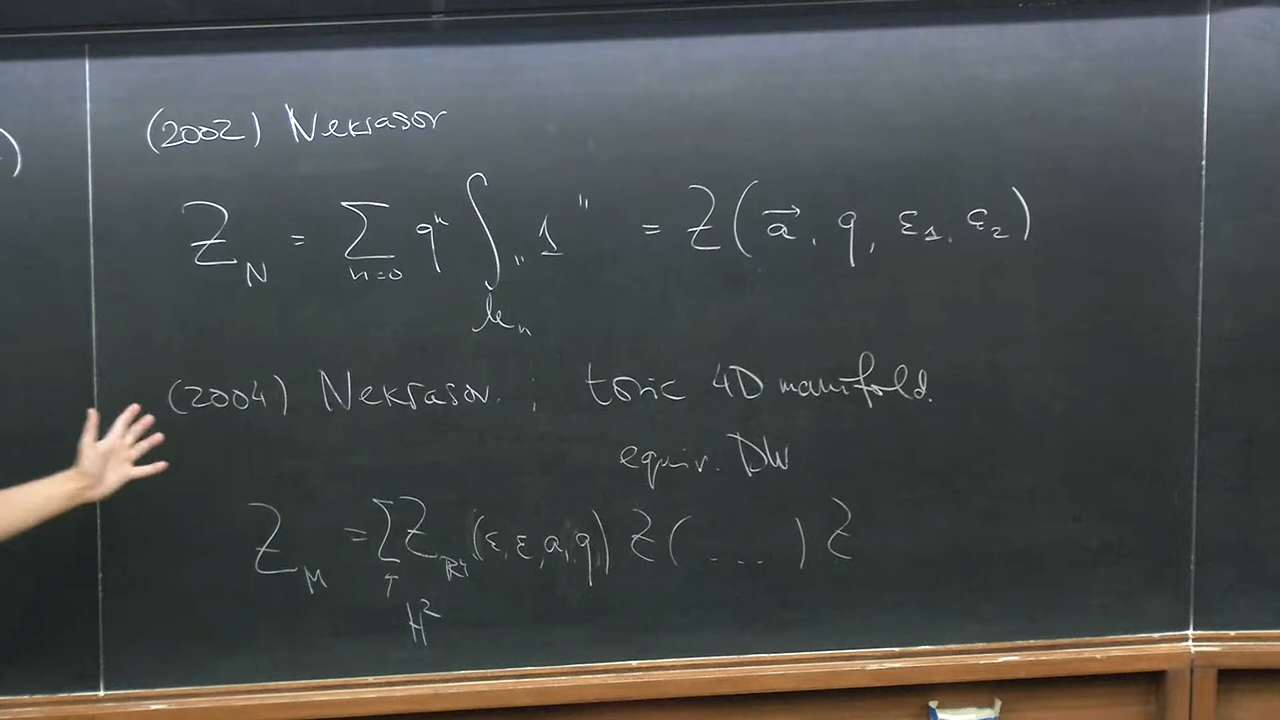 )
(2002) Nekrasov
Z_N = Σ_{n=0} q^n ∫_{M_n} "1" = Z(a⃗, q, ε₁, ε₂)
(2004) Nekrasov. ; toric 4D manifold.
equiv. DW
Z_M = Σ Z_{R⁴}(ε, ε, a, q) Z( .... ) Z
H²